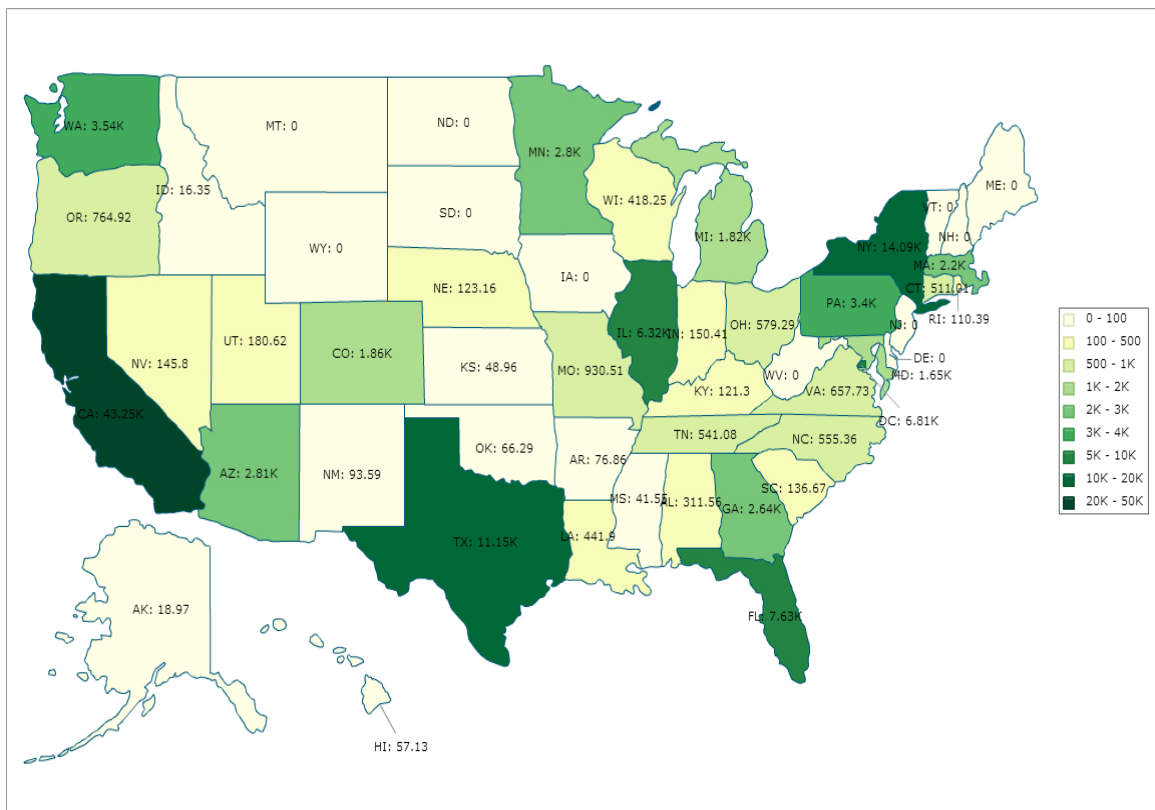 WA: 3.54K
MT: 0
ND: 0
MN: 2.8K
ID: 16.35
ME: 0
OR: 764.92
SD: 0
WI: 418.25
VT: 0
WY: 0
MI: 1.82K
NY: 14.09K
NH: 0
MA: 2.2K
IA: 0
NE: 123.16
CT: 511.01
PA: 3.4K
RI: 110.39
NJ: 0
IL: 6.32K
IN: 150.41
OH: 579.29
UT: 180.62
CO: 1.86K
NV: 145.8
DE: 0
KS: 48.96
MO: 930.51
WV: 0
MD: 1.65K
KY: 121.3
VA: 657.73
CA: 43.25K
DC: 6.81K
TN: 541.08
NC: 555.36
OK: 66.29
AR: 76.86
AZ: 2.81K
NM: 93.59
SC: 136.67
MS: 41.55
AL: 311.56
GA: 2.64K
LA: 441.9
TX: 11.15K
AK: 18.97
FL: 7.63K
HI: 57.13
0 - 100
100 - 500
500 - 1K
1K - 2K
2K - 3K
3K - 4K
5K - 10K
10K - 20K
20K - 50K